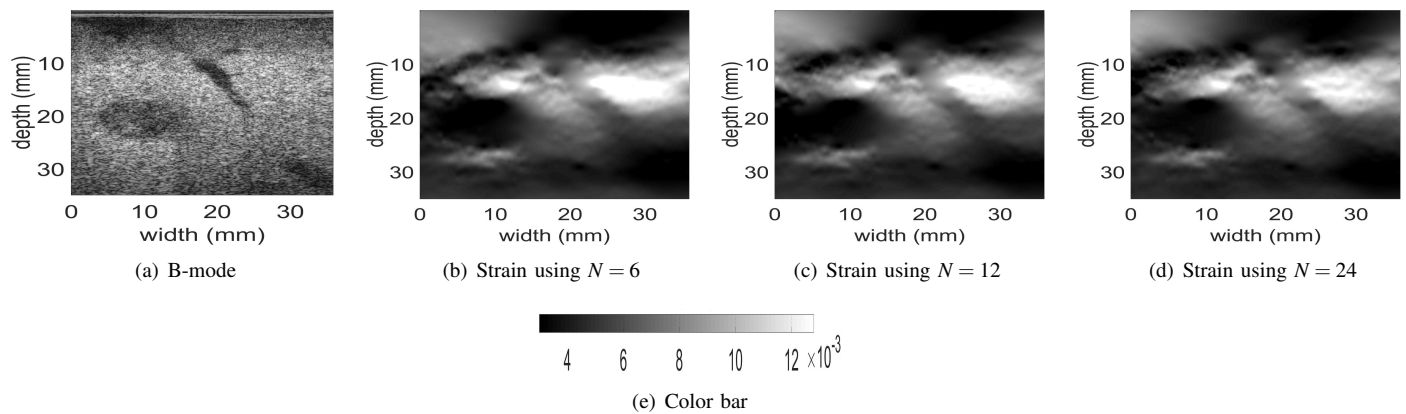 depth (mm)
10
20
30
0 10 20 30
width (mm)
(a) B-mode
depth (mm)
10
20
30
0 10 20 30
width (mm)
(b) Strain using N = 6
depth (mm)
10
20
30
0 10 20 30
width (mm)
(c) Strain using N = 12
depth (mm)
10
20
30
0 10 20 30
width (mm)
(d) Strain using N = 24
4 6 8 10 12 ×10⁻³
(e) Color bar